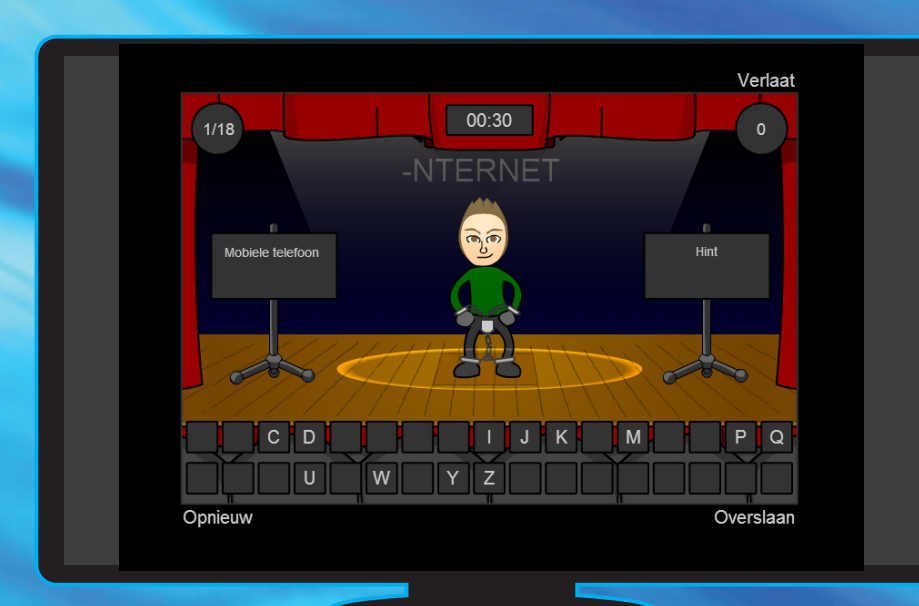 Verlaat
1/18
00:30
0
-NTERNET
Mobiele telefoon
Hint
C D I J K M P Q
U W Y Z
Opnieuw
Overslaan